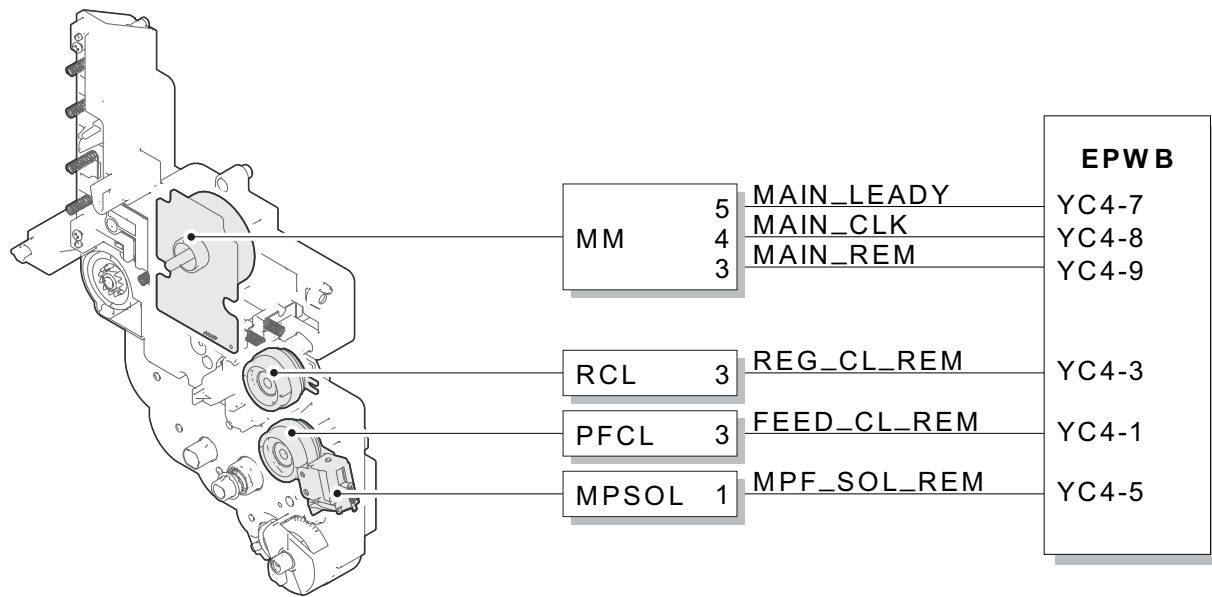 EPWB
MM
5 MAIN_LEADY YC4-7
4 MAIN_CLK YC4-8
3 MAIN_REM YC4-9
RCL 3 REG_CL_REM YC4-3
PFCL 3 FEED_CL_REM YC4-1
MPSOL 1 MPF_SOL_REM YC4-5